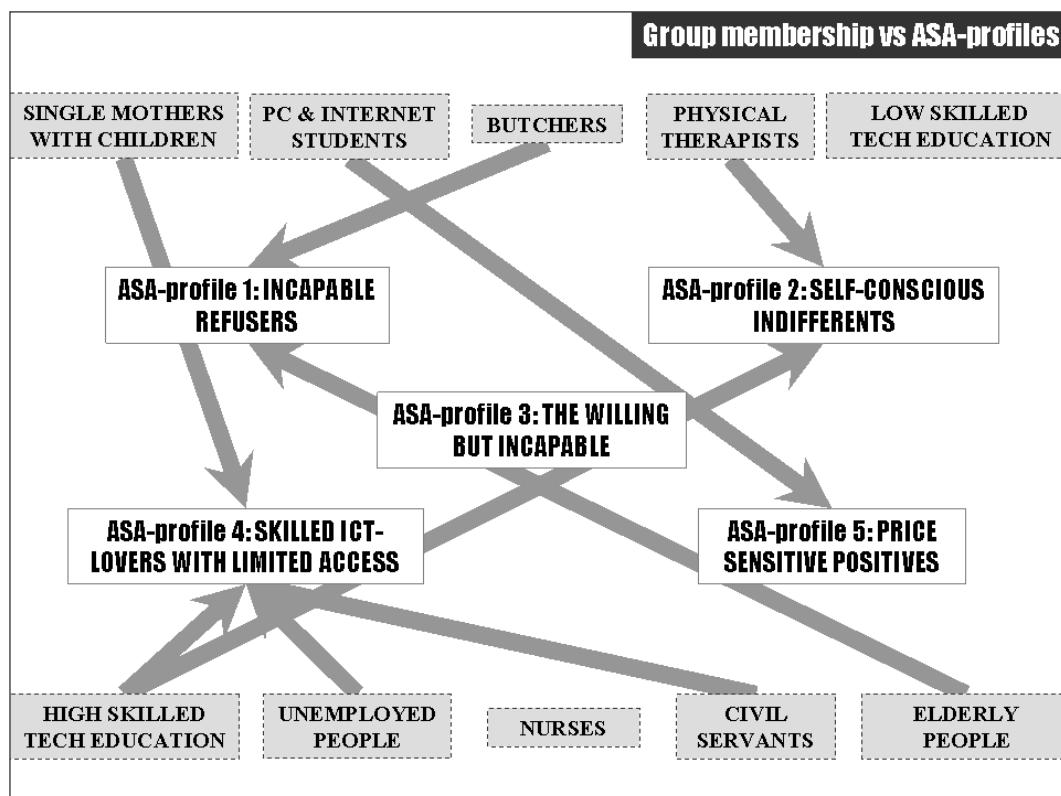 Group membership vs ASA-profiles
SINGLE MOTHERS
WITH CHILDREN
PC & INTERNET
STUDENTS
BUTCHERS
PHYSICAL
THERAPISTS
LOW SKILLED
TECH EDUCATION
ASA-profile 1: INCAPABLE
REFUSERS
ASA-profile 2: SELF-CONSCIOUS
INDIFFERENTS
ASA-profile 3: THE WILLING
BUT INCAPABLE
ASA-profile 4: SKILLED ICT-
LOVERS WITH LIMITED ACCESS
ASA-profile 5: PRICE
SENSITIVE POSITIVES
HIGH SKILLED
TECH EDUCATION
UNEMPLOYED
PEOPLE
NURSES
CIVIL
SERVANTS
ELDERLY
PEOPLE